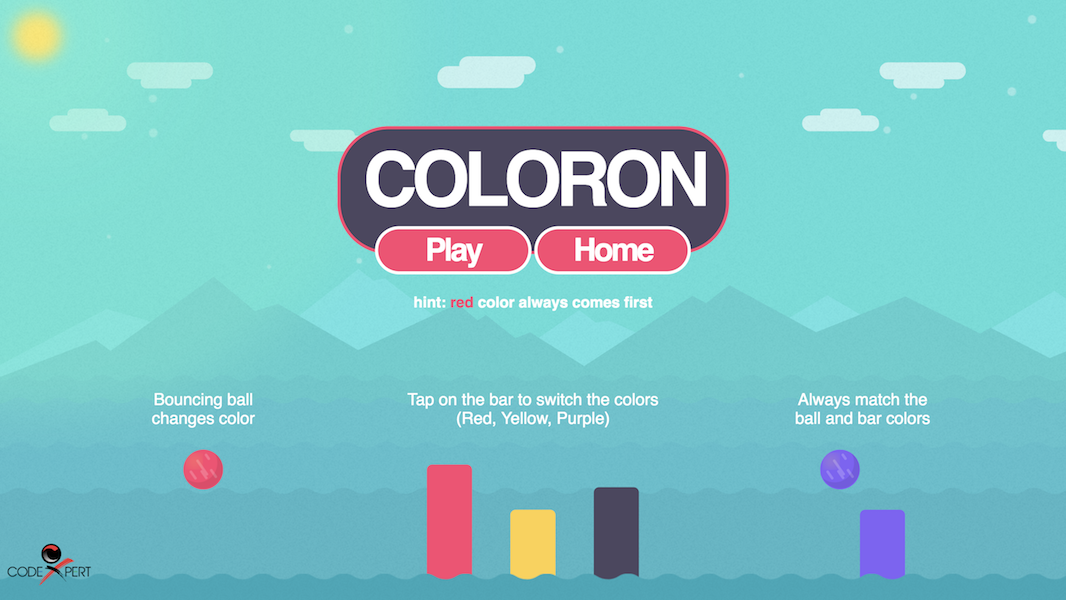 COLORON
Play
Home
hint: red color always comes first
Bouncing ball
changes color
Tap on the bar to switch the colors
(Red, Yellow, Purple)
Always match the
ball and bar colors
CODEXPERT